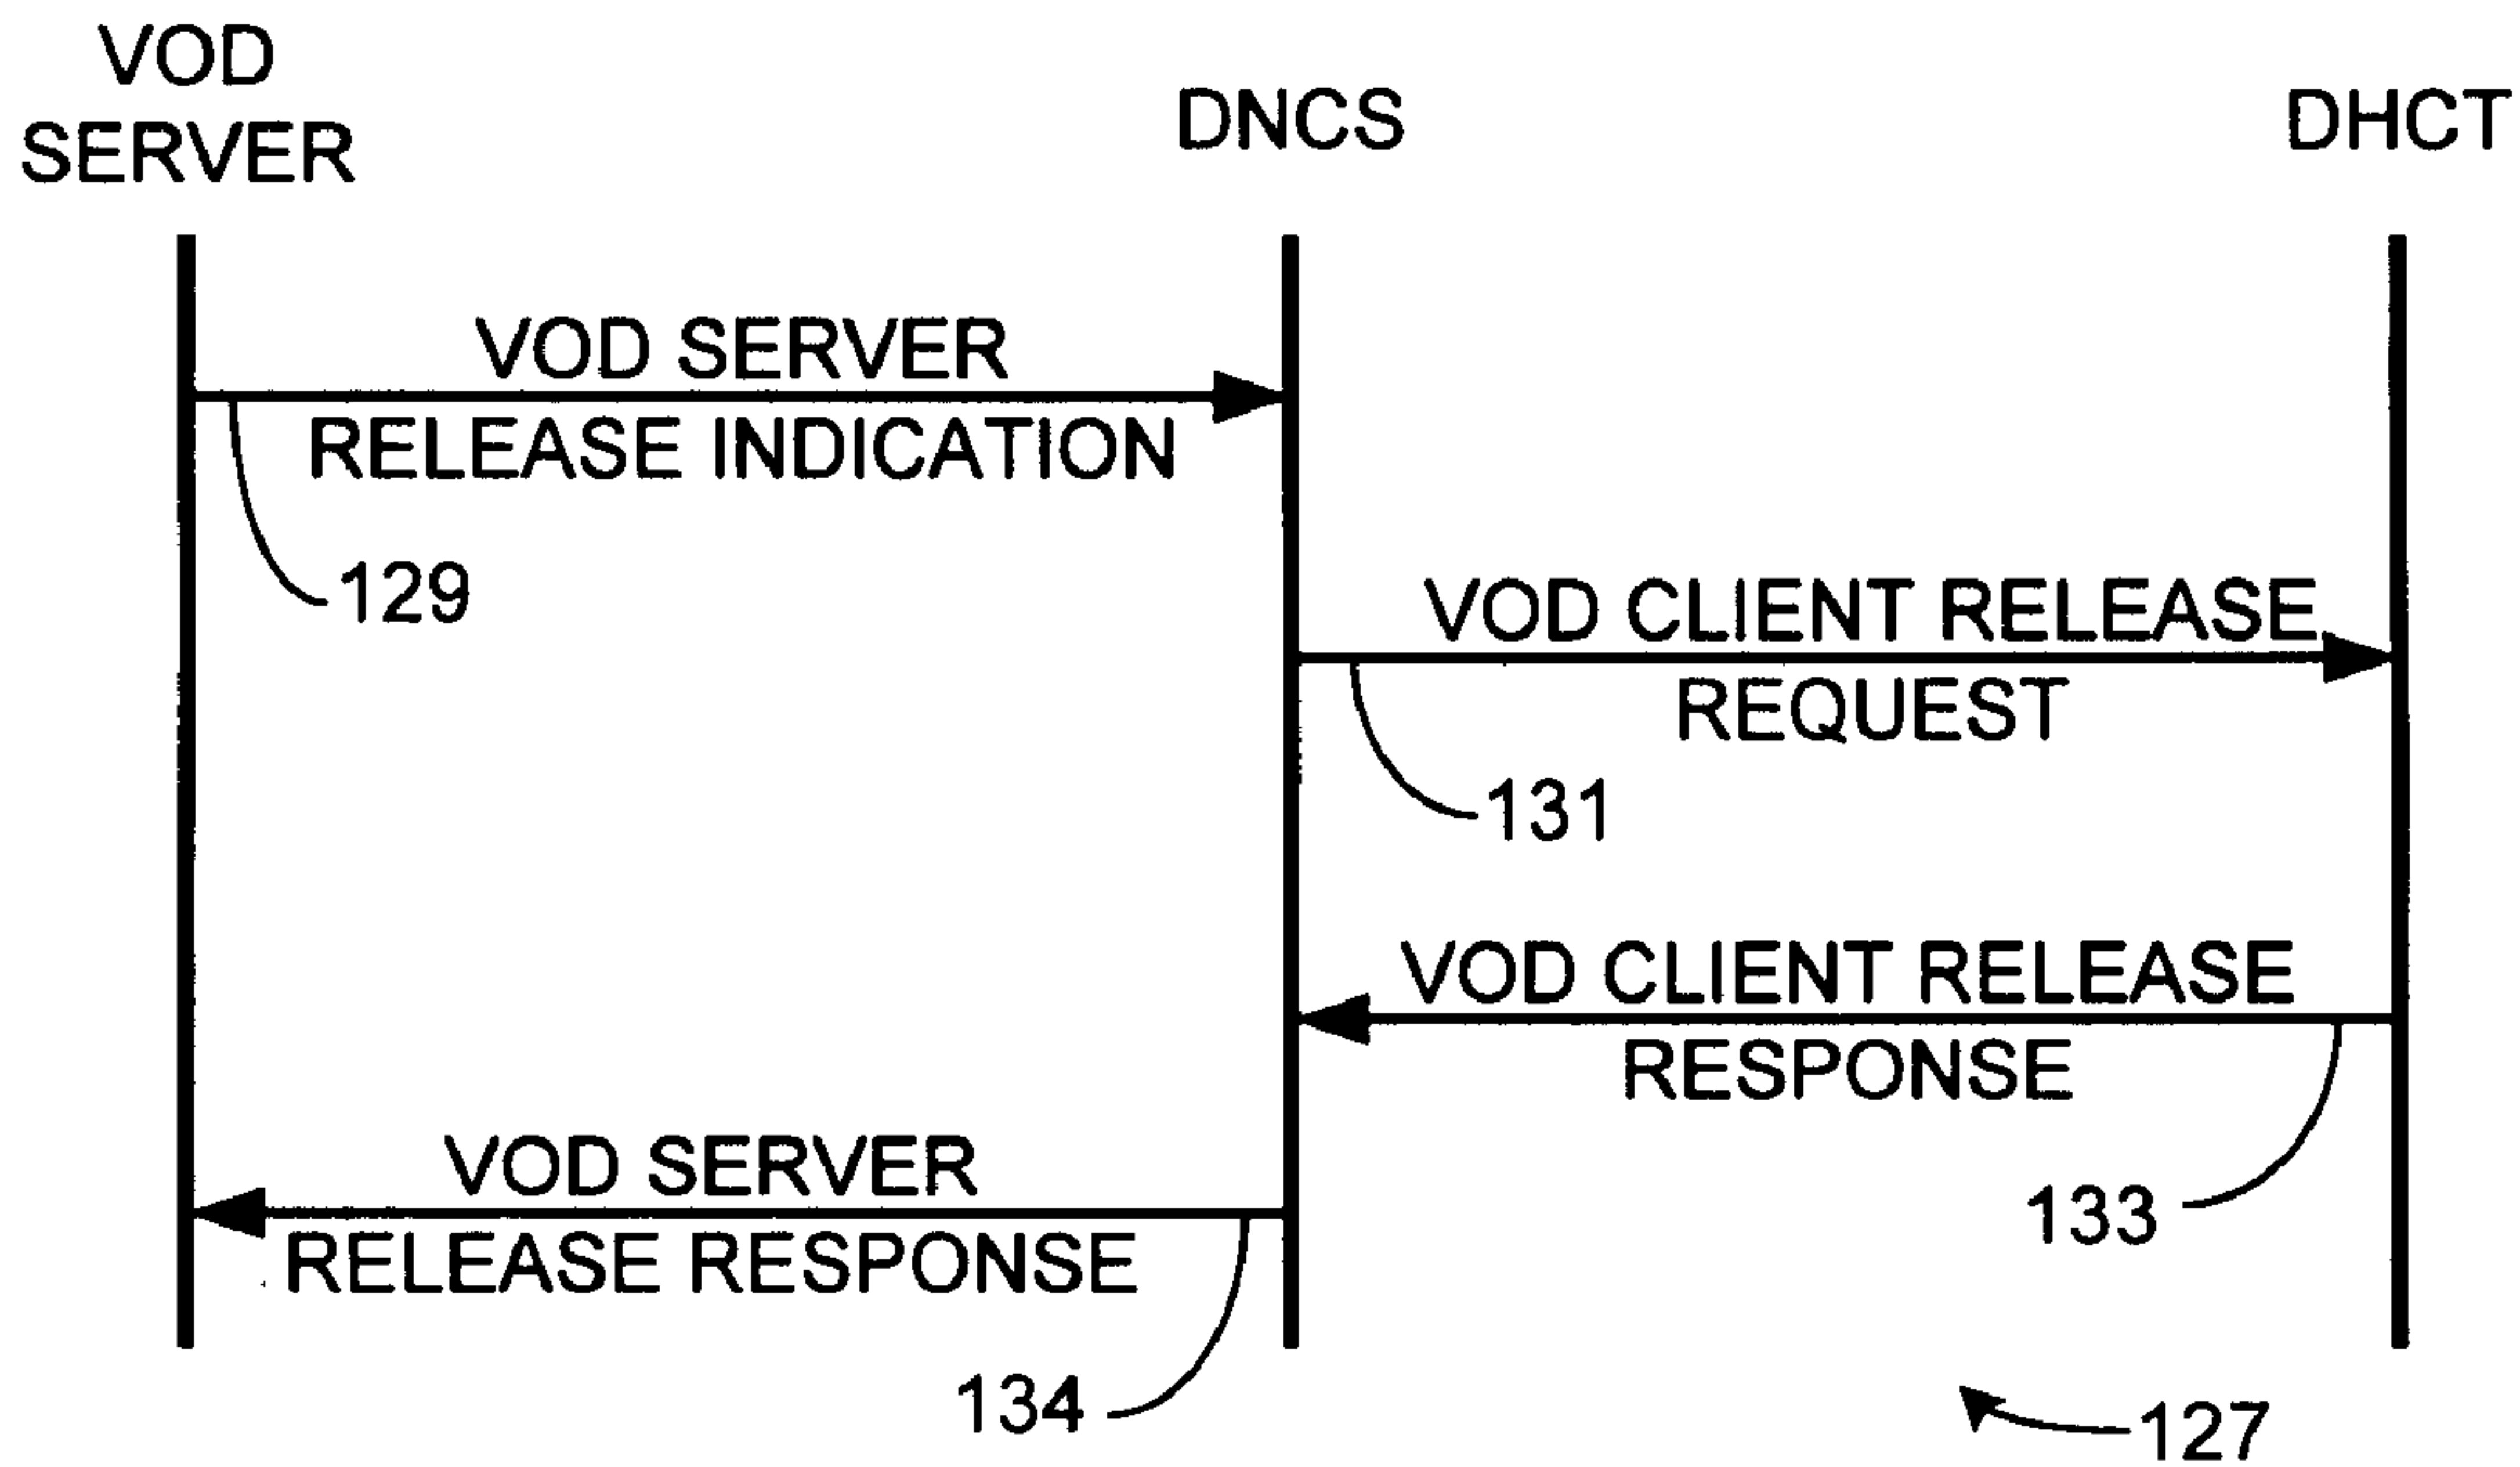 VOD
SERVER
DNCS
DHCT
VOD SERVER
RELEASE INDICATION
129
VOD CLIENT RELEASE
REQUEST
131
VOD CLIENT RELEASE
RESPONSE
133
VOD SERVER
RELEASE RESPONSE
134
127